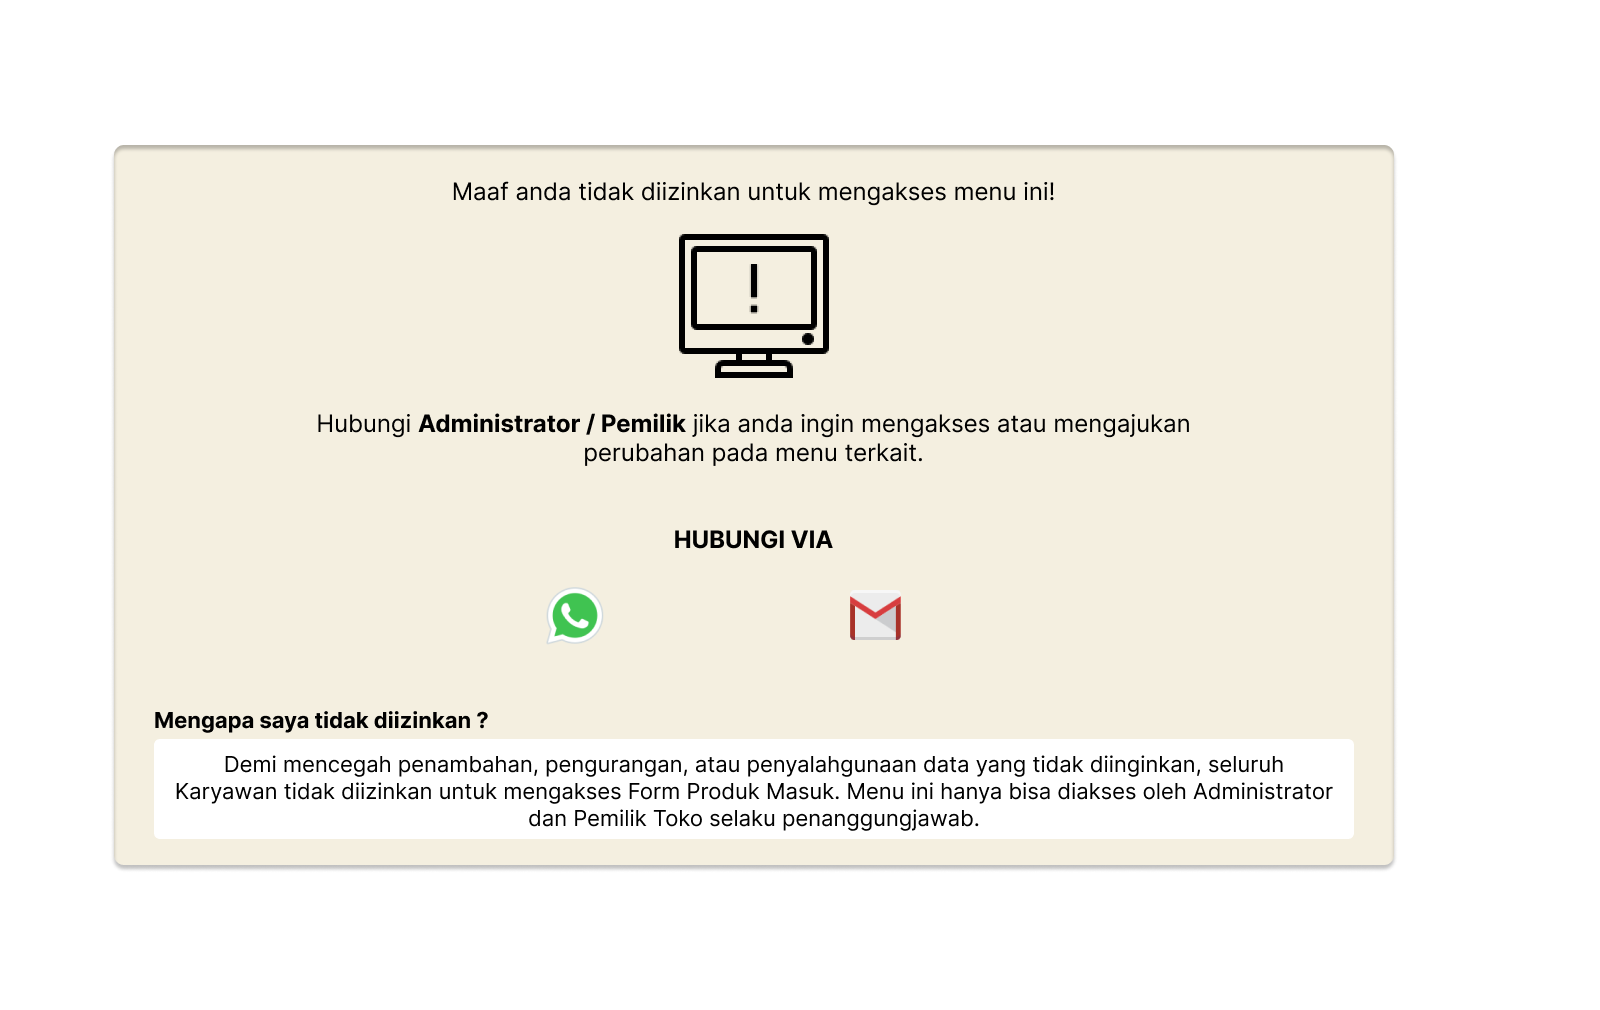 Maaf anda tidak diizinkan untuk mengakses menu ini!
!
Hubungi Administrator / Pemilik jika anda ingin mengakses atau mengajukan
perubahan pada menu terkait.
HUBUNGI VIA
Mengapa saya tidak diizinkan ?
Demi mencegah penambahan, pengurangan, atau penyalahgunaan data yang tidak diinginkan, seluruh
Karyawan tidak diizinkan untuk mengakses Form Produk Masuk. Menu ini hanya bisa diakses oleh Administrator
dan Pemilik Toko selaku penanggungjawab.